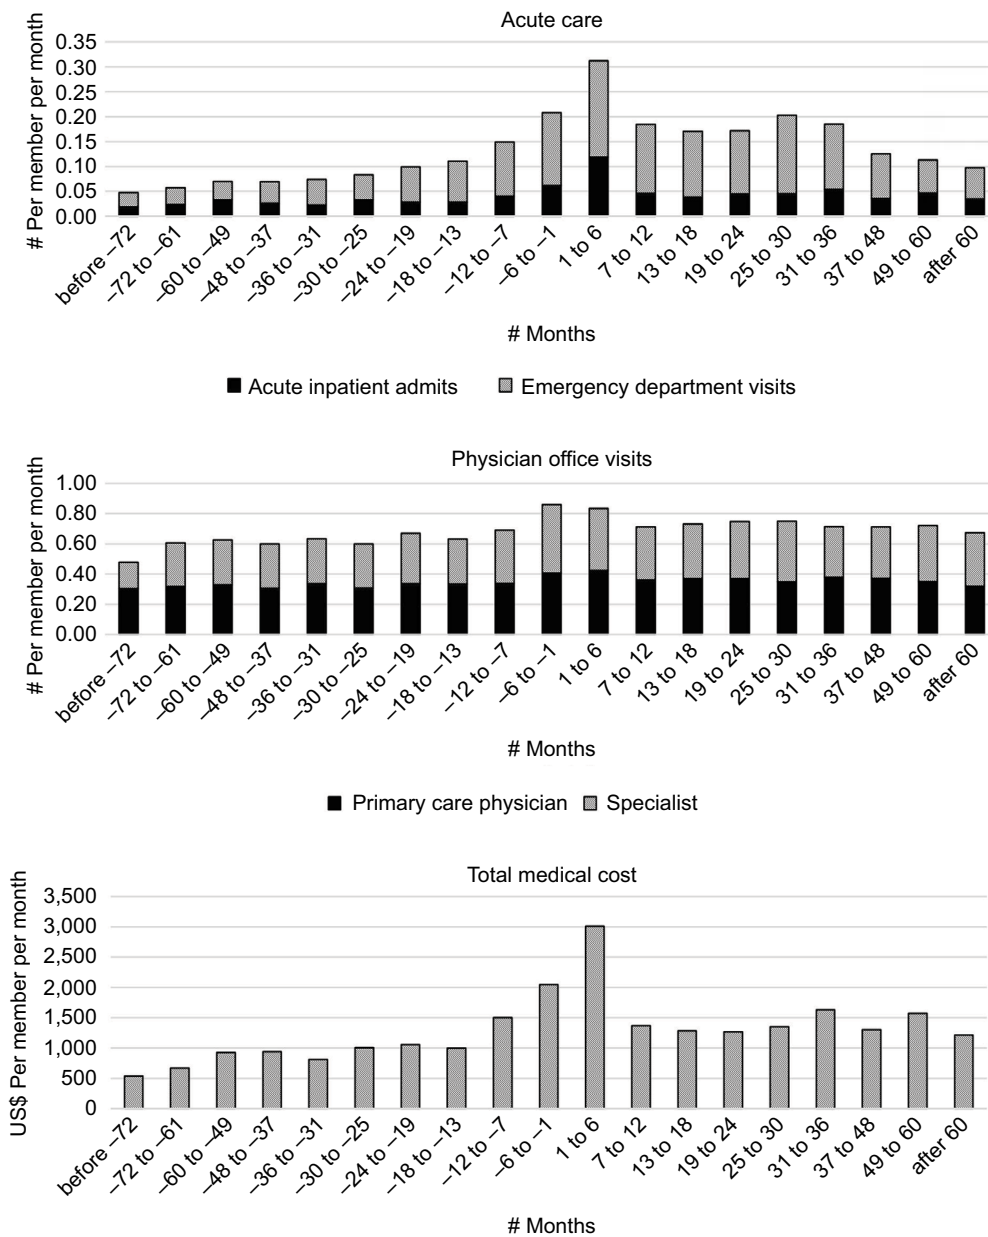 Acute care
# Per member per month
0.35
0.30
0.25
0.20
0.15
0.10
0.05
0.00
before –72
–72 to –61
–60 to –49
–48 to –37
–36 to –31
–30 to –25
–24 to –19
–18 to –13
–12 to –7
–6 to –1
1 to 6
7 to 12
13 to 18
19 to 24
25 to 30
31 to 36
37 to 48
49 to 60
after 60
# Months
Acute inpatient admits
Emergency department visits
Physician office visits
# Per member per month
1.00
0.80
0.60
0.40
0.20
0.00
before –72
–72 to –61
–60 to –49
–48 to –37
–36 to –31
–30 to –25
–24 to –19
–18 to –13
–12 to –7
–6 to –1
1 to 6
7 to 12
13 to 18
19 to 24
25 to 30
31 to 36
37 to 48
49 to 60
after 60
# Months
Primary care physician
Specialist
Total medical cost
US$ Per member per month
3,500
3,000
2,500
2,000
1,500
1,000
500
0
before –72
–72 to –61
–60 to –49
–48 to –37
–36 to –31
–30 to –25
–24 to –19
–18 to –13
–12 to –7
–6 to –1
1 to 6
7 to 12
13 to 18
19 to 24
25 to 30
31 to 36
37 to 48
49 to 60
after 60
# Months